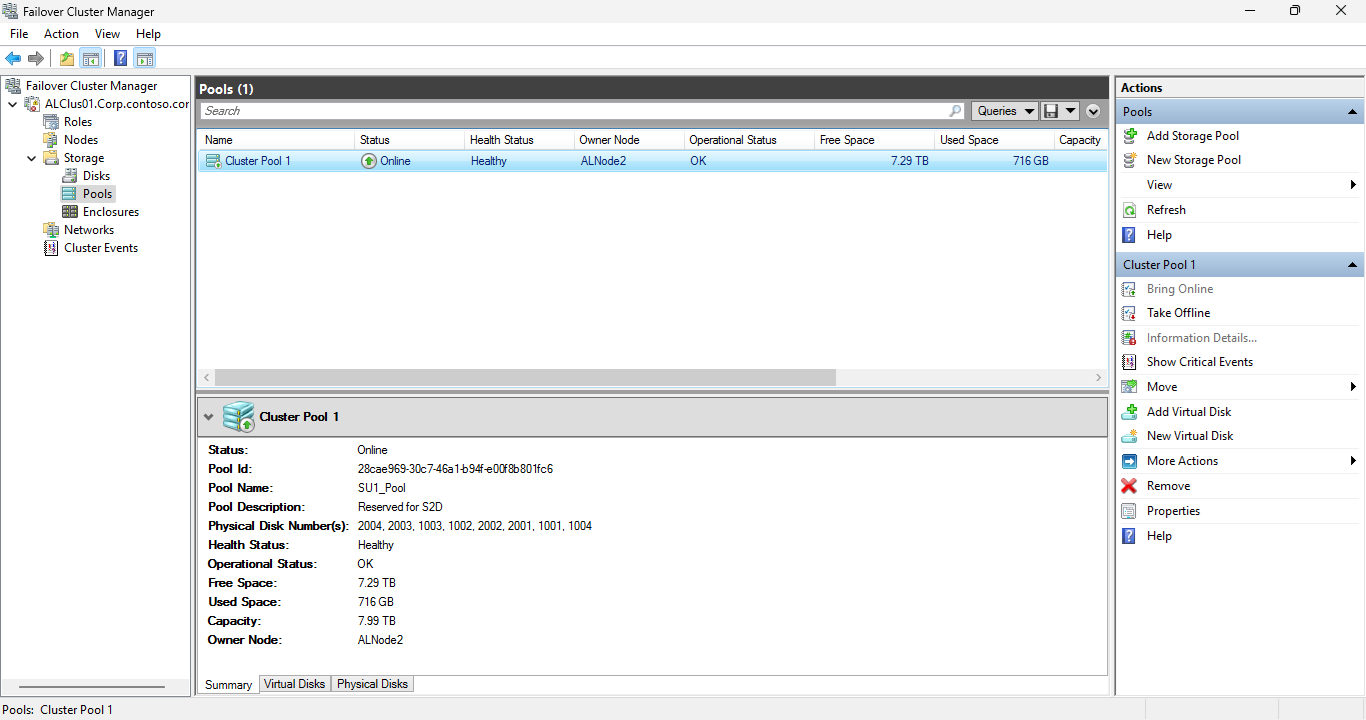 Failover Cluster Manager
File Action View Help
Failover Cluster Manager
ALClus01.Corp.contoso.cor
Roles
Nodes
Storage
Disks
Pools
Enclosures
Networks
Cluster Events
Pools (1)
Search
Queries
Name Status Health Status Owner Node Operational Status Free Space Used Space Capacity
Cluster Pool 1 Online Healthy ALNode2 OK 7.29 TB 716 GB
Cluster Pool 1
Status: Online
Pool Id: 28cae969-30c7-46a1-b94f-e00f8b801fc6
Pool Name: SU1_Pool
Pool Description: Reserved for S2D
Physical Disk Number(s): 2004, 2003, 1003, 1002, 2002, 2001, 1001, 1004
Health Status: Healthy
Operational Status: OK
Free Space: 7.29 TB
Used Space: 716 GB
Capacity: 7.99 TB
Owner Node: ALNode2
Summary Virtual Disks Physical Disks
Actions
Pools
Add Storage Pool
New Storage Pool
View
Refresh
Help
Cluster Pool 1
Bring Online
Take Offline
Information Details...
Show Critical Events
Move
Add Virtual Disk
New Virtual Disk
More Actions
Remove
Properties
Help
Pools: Cluster Pool 1